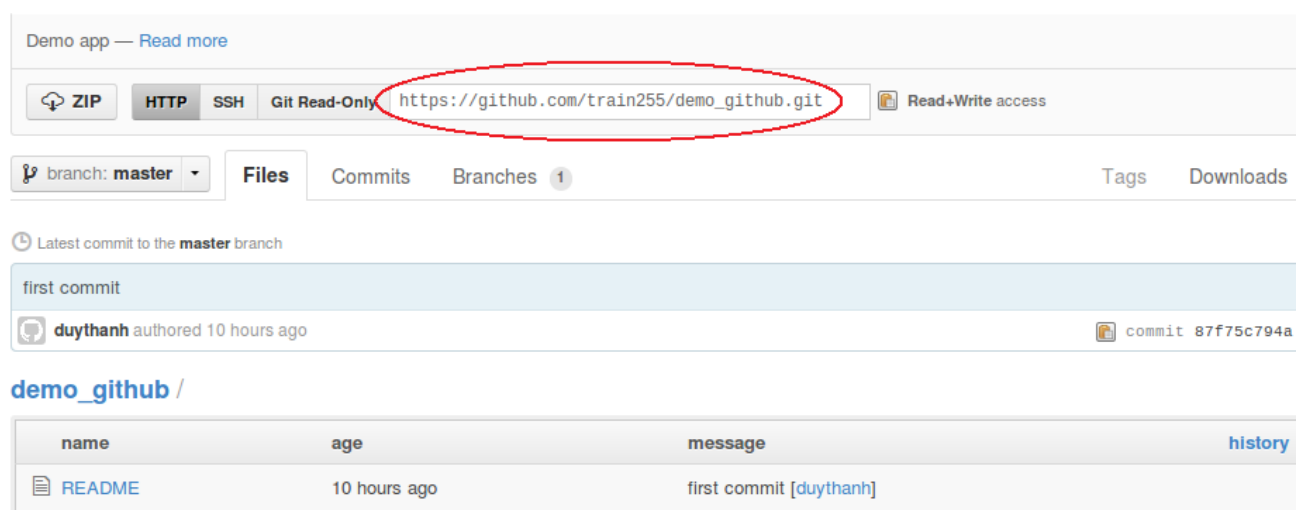 Demo app — Read more
ZIP HTTP SSH Git Read-Only https://github.com/train255/demo_github.git Read+Write access
branch: master Files Commits Branches 1 Tags Downloads
Latest commit to the master branch
first commit
duythanh authored 10 hours ago commit 87f75c794a
demo_github /
name age message history
README 10 hours ago first commit [duythanh]